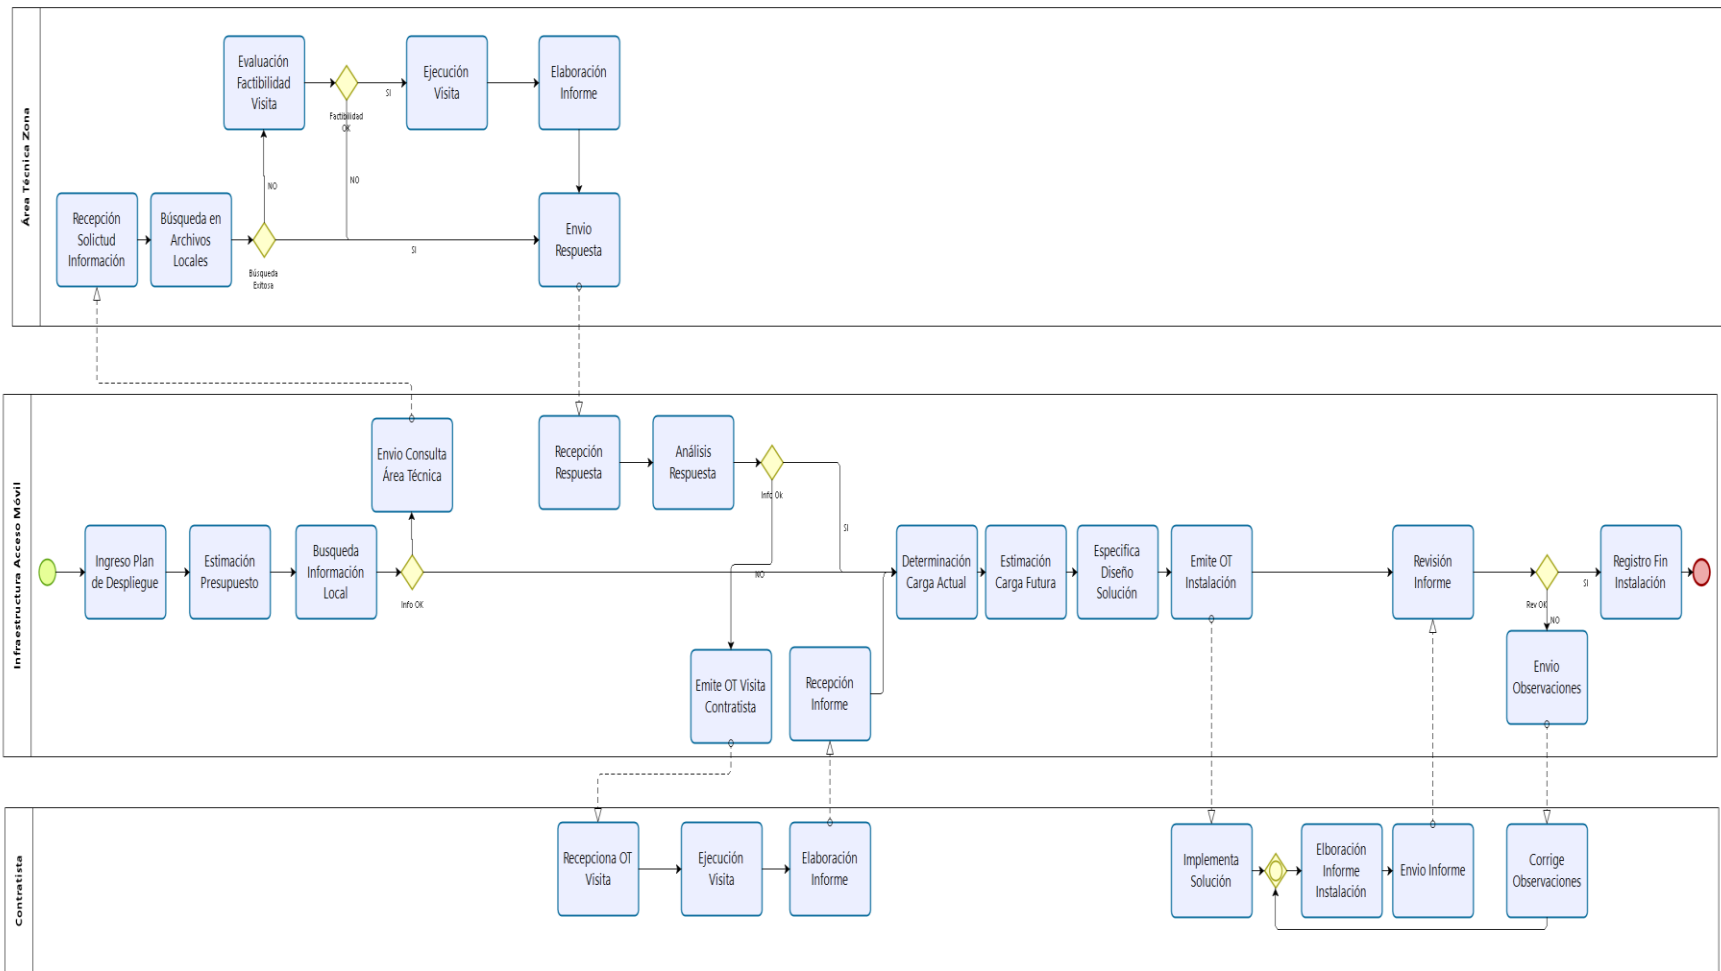 Área Técnica Zona
Evaluación
Factibilidad
Visita
Factibilidad
OK
SI
NO
Ejecución
Visita
Elaboración
Informe
NO
Recepción
Solictud
Información
Búsqueda en
Archivos
Locales
Búsqueda
Exitosa
SI
Envio
Respuesta
Infraestructura Acceso Móvil
Envio Consulta
Área Técnica
Recepción
Respuesta
Análisis
Respuesta
Info Ok
SI
NO
Ingreso Plan
de Despliegue
Estimación
Presupuesto
Busqueda
Información
Local
Info OK
Determinación
Carga Actual
Estimación
Carga Futura
Especifica
Diseño
Solución
Emite OT
Instalación
Revisión
Informe
Rev OK
SI
NO
Registro Fin
Instalación
Emite OT Visita
Contratista
Recepción
Informe
Envio
Observaciones
Contratista
Recepciona OT
Visita
Ejecución
Visita
Elaboración
Informe
Implementa
Solución
Elboración
Informe
Instalación
Envio Informe
Corrige
Observaciones